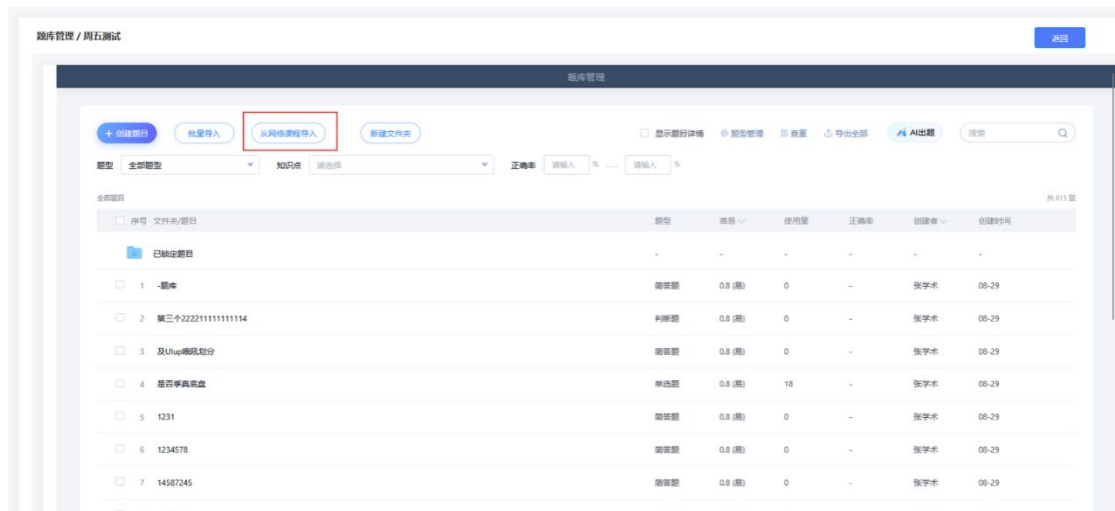 题库管理 / 周五测试
返回
题库管理
+ 创建题目 批量导入 从网络课程导入 新建文件夹 显示题目详情 题型管理 查重 导出全部 AI出题 搜索
题型 全部题型 知识点 请选择 正确率 请输入 % — 请输入 %
全部题目 共 615 题
序号 文件夹/题目 题型 难易 使用量 正确率 创建者 创建时间
已锁定题目 - - - - - -
1 -题库 简答题 0.8 (易) 0 - 张学术 08-29
2 第三个222211111111114 判断题 0.8 (易) 0 - 张学术 08-29
3 及UIup哦吼划分 简答题 0.8 (易) 0 - 张学术 08-29
4 是否季真底盘 单选题 0.8 (易) 18 - 张学术 08-29
5 1231 简答题 0.8 (易) 0 - 张学术 08-29
6 1234578 简答题 0.8 (易) 0 - 张学术 08-29
7 14587245 简答题 0.8 (易) 0 - 张学术 08-29